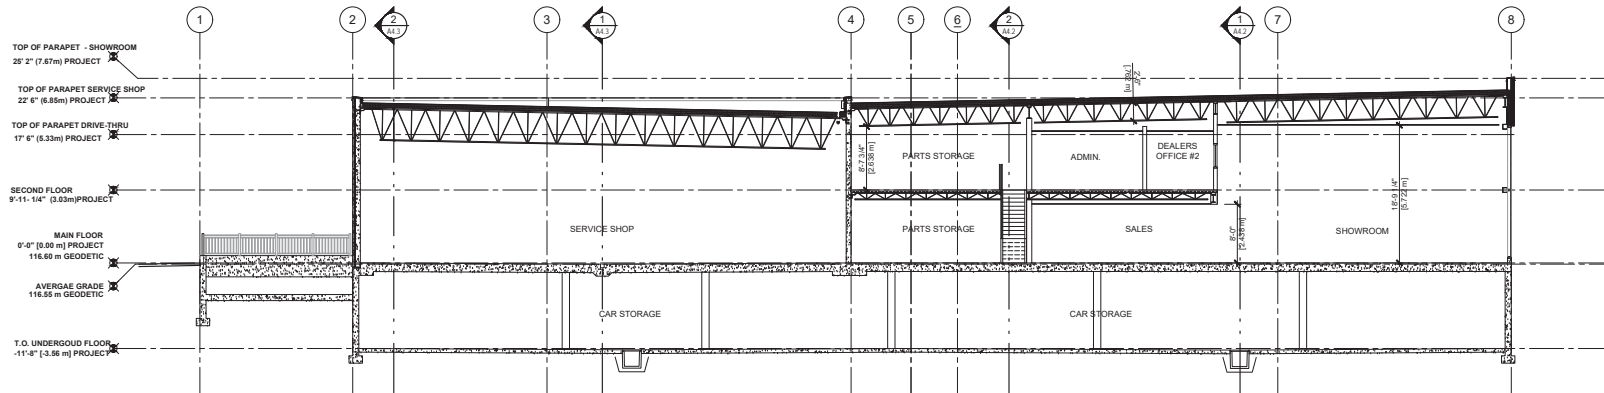 1
2
2
A4.3
3
1
A4.3
4
5
6
2
A4.2
1
A4.2
7
8
TOP OF PARAPET - SHOWROOM
25' 2" (7.67m) PROJECT
TOP OF PARAPET SERVICE SHOP
22' 6" (6.85m) PROJECT
2'-6"
[.762 m]
TOP OF PARAPET DRIVE-THRU
17' 6" (5.33m) PROJECT
PARTS STORAGE
ADMIN.
DEALERS
OFFICE #2
8'-7 3/4"
[2.638 m]
SECOND FLOOR
9'-11- 1/4" (3.03m)PROJECT
18'-9 1/4"
[5.722 m]
SERVICE SHOP
PARTS STORAGE
SALES
8'-0"
[2.438 m]
SHOWROOM
MAIN FLOOR
0'-0" [0.00 m] PROJECT
116.60 m GEODETIC
AVERGAE GRADE
116.55 m GEODETIC
CAR STORAGE
CAR STORAGE
T.O. UNDERGOUD FLOOR
-11'-8" [-3.56 m] PROJECT